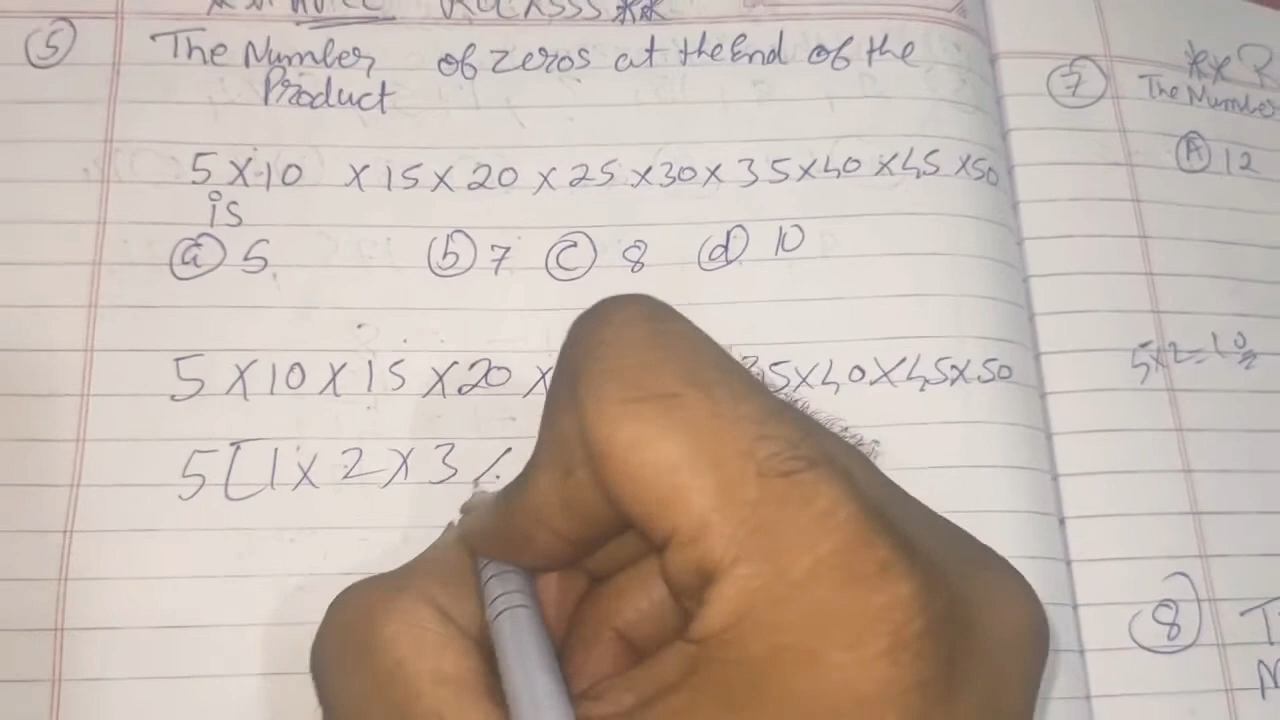 5 The Number of zeros at the End of the
Product
5 X 10 X 15 X 20 X 25 X 30 X 35 X 40 X 45 X 50
is
a 5 b 7 c 8 d 10
5 X 10 X 15 X 20 X 35 X 40 X 45 X 50
5 [ 1 X 2 X 3
7
The Number
A 12
5 x 2 = 10
8